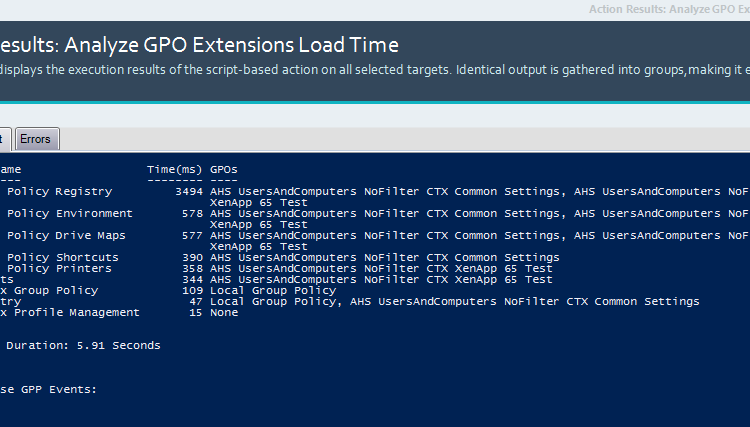 Action Results: Analyze GPO Ex
esults: Analyze GPO Extensions Load Time
displays the execution results of the script-based action on all selected targets. Identical output is gathered into groups,making it e
t Errors
ame Time(ms) GPOs
--- -------- ----
Policy Registry 3494 AHS UsersAndComputers NoFilter CTX Common Settings, AHS UsersAndComputers NoF
XenApp 65 Test
Policy Environment 578 AHS UsersAndComputers NoFilter CTX Common Settings, AHS UsersAndComputers NoF
XenApp 65 Test
Policy Drive Maps 577 AHS UsersAndComputers NoFilter CTX Common Settings, AHS UsersAndComputers NoF
XenApp 65 Test
Policy Shortcuts 390 AHS UsersAndComputers NoFilter CTX Common Settings
Policy Printers 358 AHS UsersAndComputers NoFilter CTX XenApp 65 Test
ts 344 AHS UsersAndComputers NoFilter CTX XenApp 65 Test
x Group Policy 109 Local Group Policy
try 47 Local Group Policy, AHS UsersAndComputers NoFilter CTX Common Settings
x Profile Management 15 None
Duration: 5.91 Seconds
se GPP Events: